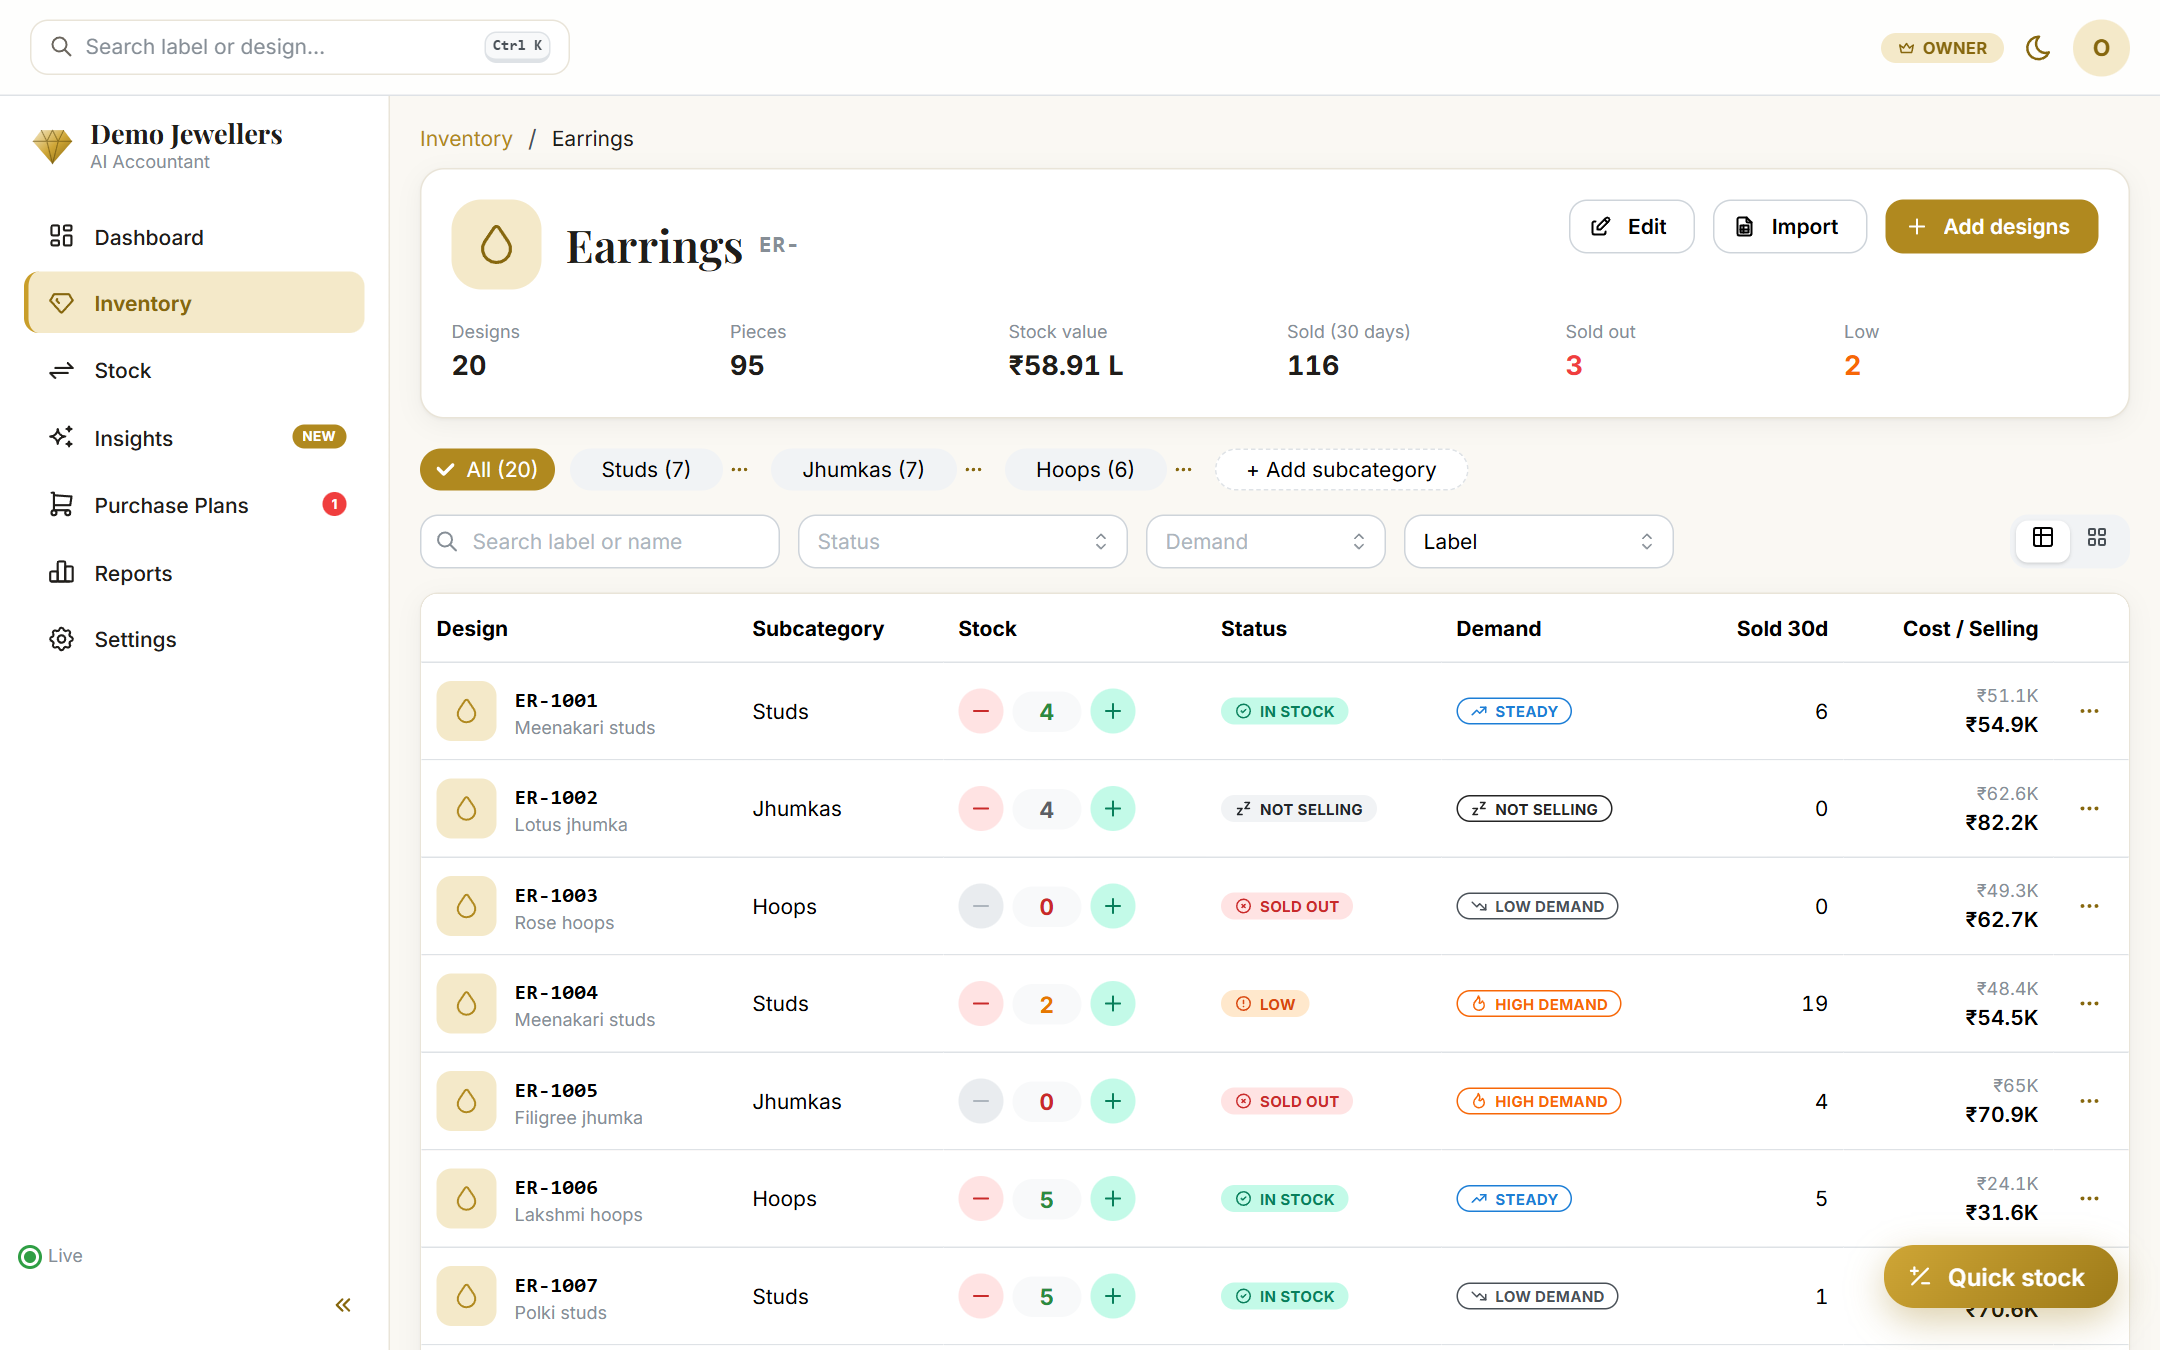 Search label or design...
Ctrl K
OWNER
O
Demo Jewellers
AI Accountant
Dashboard
Inventory
Stock
Insights
NEW
Purchase Plans
1
Reports
Settings
Live
Inventory / Earrings
Earrings ER-
Edit
Import
Add designs
Designs
20
Pieces
95
Stock value
₹58.91 L
Sold (30 days)
116
Sold out
3
Low
2
All (20)
Studs (7)
Jhumkas (7)
Hoops (6)
+ Add subcategory
Search label or name
Status
Demand
Label
Design Subcategory Stock Status Demand Sold 30d Cost / Selling
ER-1001
Meenakari studs
Studs
4
IN STOCK
STEADY
6
₹51.1K
₹54.9K
ER-1002
Lotus jhumka
Jhumkas
4
NOT SELLING
NOT SELLING
0
₹62.6K
₹82.2K
ER-1003
Rose hoops
Hoops
0
SOLD OUT
LOW DEMAND
0
₹49.3K
₹62.7K
ER-1004
Meenakari studs
Studs
2
LOW
HIGH DEMAND
19
₹48.4K
₹54.5K
ER-1005
Filigree jhumka
Jhumkas
0
SOLD OUT
HIGH DEMAND
4
₹65K
₹70.9K
ER-1006
Lakshmi hoops
Hoops
5
IN STOCK
STEADY
5
₹24.1K
₹31.6K
ER-1007
Polki studs
Studs
5
IN STOCK
LOW DEMAND
1
₹70.6K
Quick stock